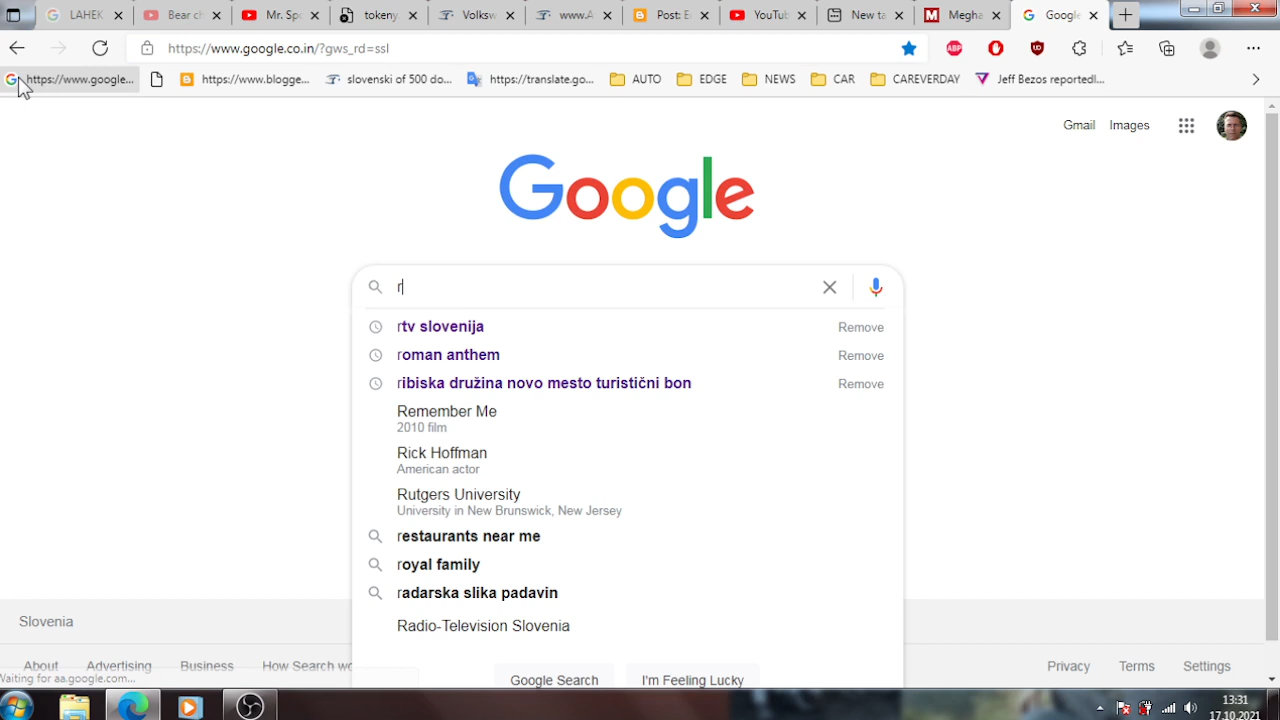 LAHEK
Bear ch
Mr. Spo
tokeny.
Volksw
www.A
Post: E
YouTub
New ta
Megha
Google
https://www.google.co.in/?gws_rd=ssl
ABP
https://www.google...
https://www.blogge...
slovenski of 500 do...
https://translate.go...
AUTO
EDGE
NEWS
CAR
CAREVERDAY
Jeff Bezos reportedl...
Gmail
Images
Google
r
rtv slovenija Remove
roman anthem Remove
ribiska družina novo mesto turistični bon Remove
Remember Me
2010 film
Rick Hoffman
American actor
Rutgers University
University in New Brunswick, New Jersey
restaurants near me
royal family
radarska slika padavin
Radio-Television Slovenia
Google Search
I'm Feeling Lucky
Slovenia
About
Advertising
Business
How Search wo
Privacy
Terms
Settings
Waiting for aa.google.com...
13:31
17.10.2021